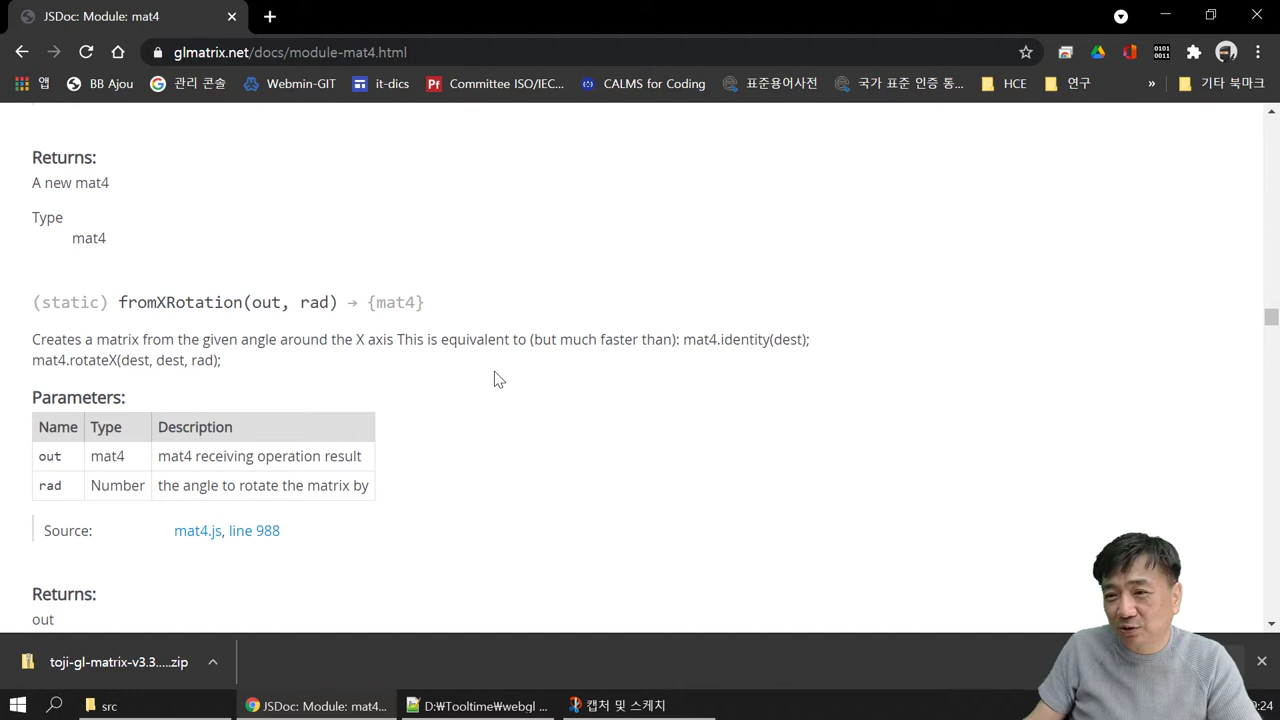 JSDoc: Module: mat4
glmatrix.net/docs/module-mat4.html
앱
BB Ajou
관리 콘솔
Webmin-GIT
it-dics
Committee ISO/IEC...
CALMS for Coding
표준용어사전
국가 표준 인증 통...
HCE
연구
»
기타 북마크
Returns:
A new mat4
Type
mat4
(static) fromXRotation(out, rad) → {mat4}
Creates a matrix from the given angle around the X axis This is equivalent to (but much faster than): mat4.identity(dest);
mat4.rotateX(dest, dest, rad);
Parameters:
Name Type Description
out mat4 mat4 receiving operation result
rad Number the angle to rotate the matrix by
Source: mat4.js, line 988
Returns:
out
toji-gl-matrix-v3.3.....zip
src
JSDoc: Module: mat4...
D:₩Tooltime₩webgl ...
캡처 및 스케치